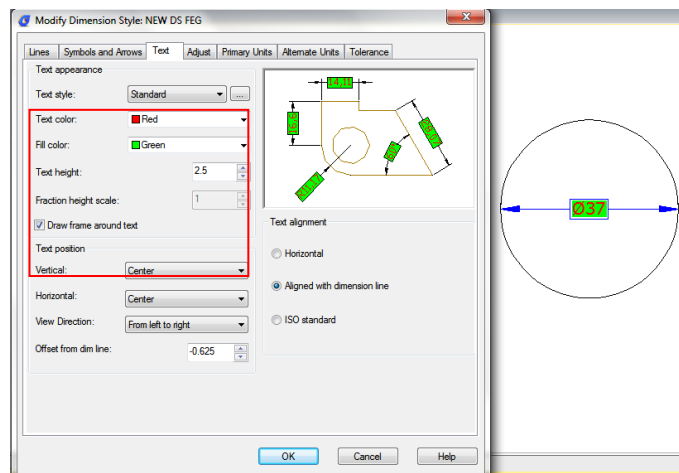 Modify Dimension Style: NEW DS FEG
Lines Symbols and Arrows Text Adjust Primary Units Alternate Units Tolerance
Text appearance
Text style: Standard ...
Text color: Red
Fill color: Green
Text height: 2.5
Fraction height scale: 1
Draw frame around text
Text position
Vertical: Center
Horizontal: Center
View Direction: From left to right
Offset from dim line: -0.625
14,11
Text alignment
Horizontal
Aligned with dimension line
ISO standard
OK Cancel Help
Ø37